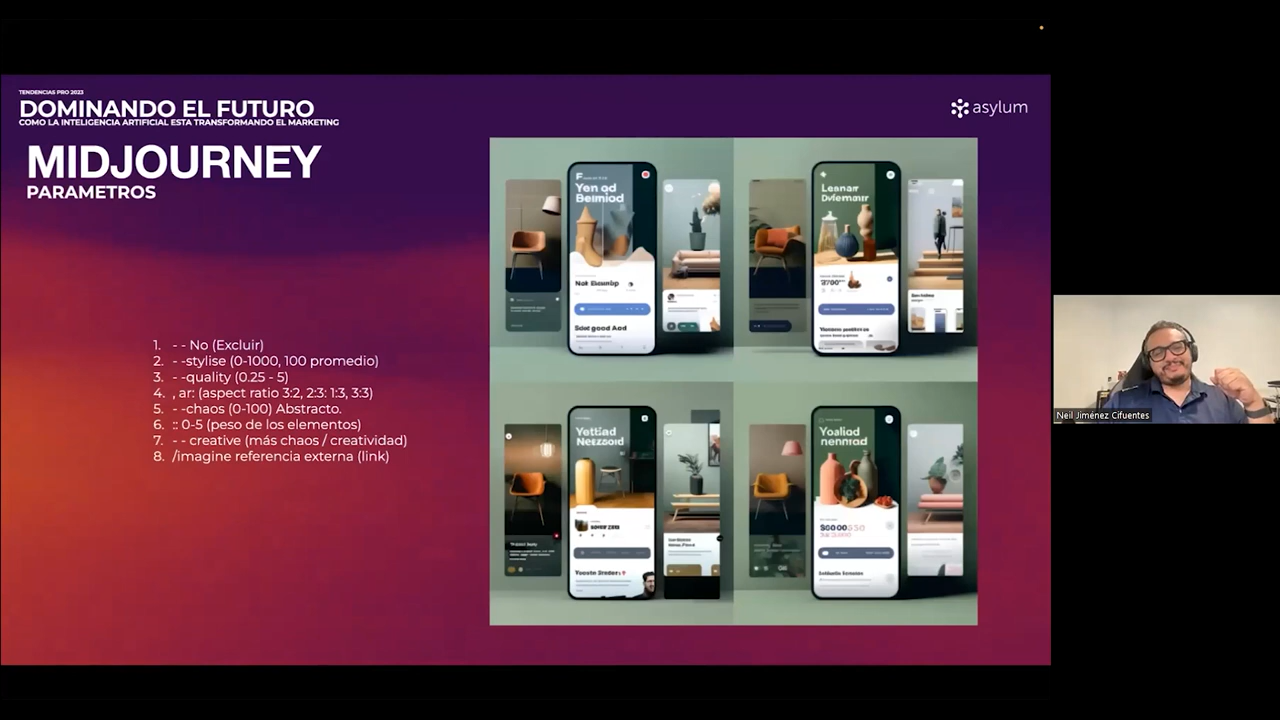 TENDENCIAS PRO 2023
DOMINANDO EL FUTURO
COMO LA INTELIGENCIA ARTIFICIAL ESTA TRANSFORMANDO EL MARKETING
asylum
MIDJOURNEY
PARAMETROS
1. - - No (Excluir)
2. - -stylise (0-1000, 100 promedio)
3. - -quality (0.25 - 5)
4. , ar: (aspect ratio 3:2, 2:3: 1:3, 3:3)
5. - -chaos (0-100) Abstracto.
6. :: 0-5 (peso de los elementos)
7. - - creative (más chaos / creatividad)
8. /imagine referencia externa (link)
Yen od
Neil Jiménez Cifuentes